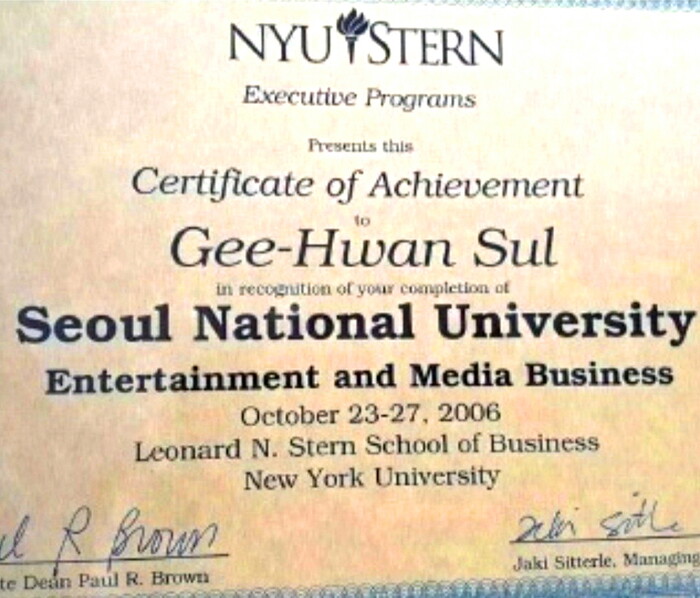 NYU STERN
Executive Programs
Presents this
Certificate of Achievement
to
Gee-Hwan Sul
in recognition of your completion of
Seoul National University
Entertainment and Media Business
October 23-27, 2006
Leonard N. Stern School of Business
New York University
R Brown
te Dean Paul R. Brown
Jaki Sitterle, Managing